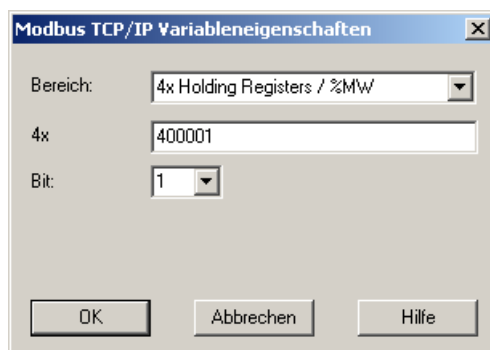 Modbus TCP/IP Variableneigenschaften
Bereich: 4x Holding Registers / %MW
4x 400001
Bit: 1
OK Abbrechen Hilfe